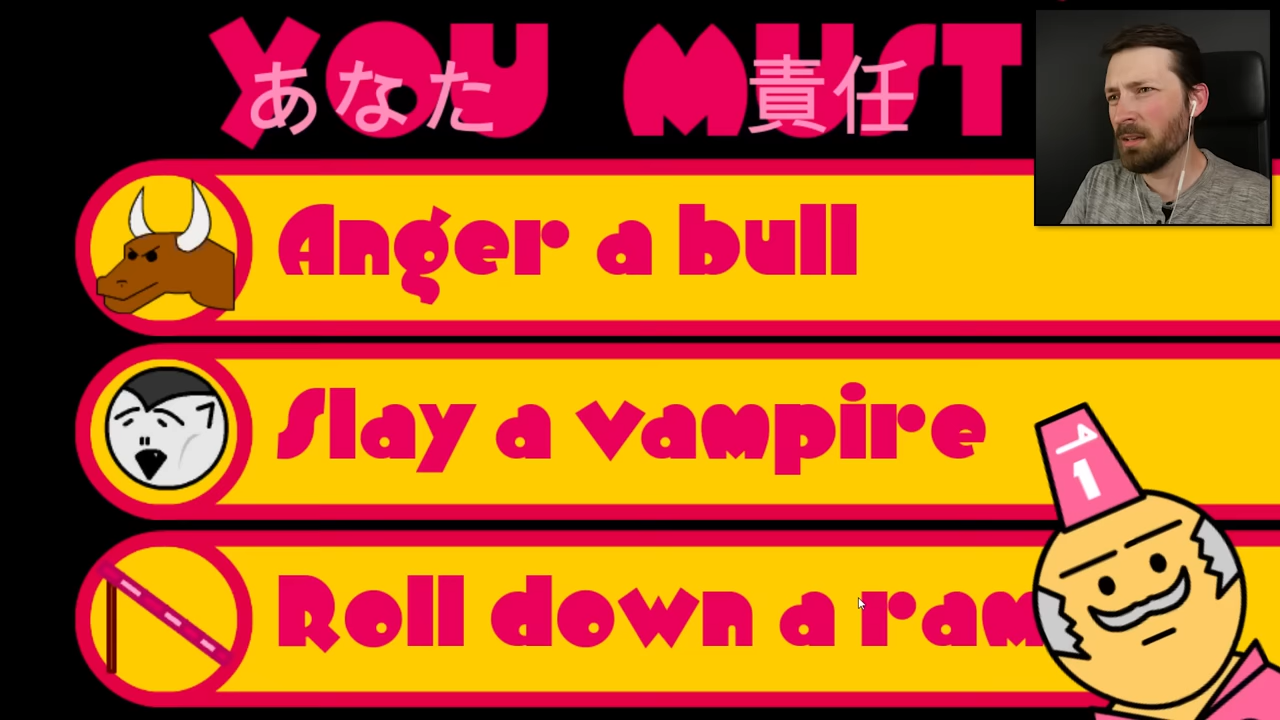 YOU MUST
あなた 責任
Anger a bull
Slay a vampire
Roll down a ram
1